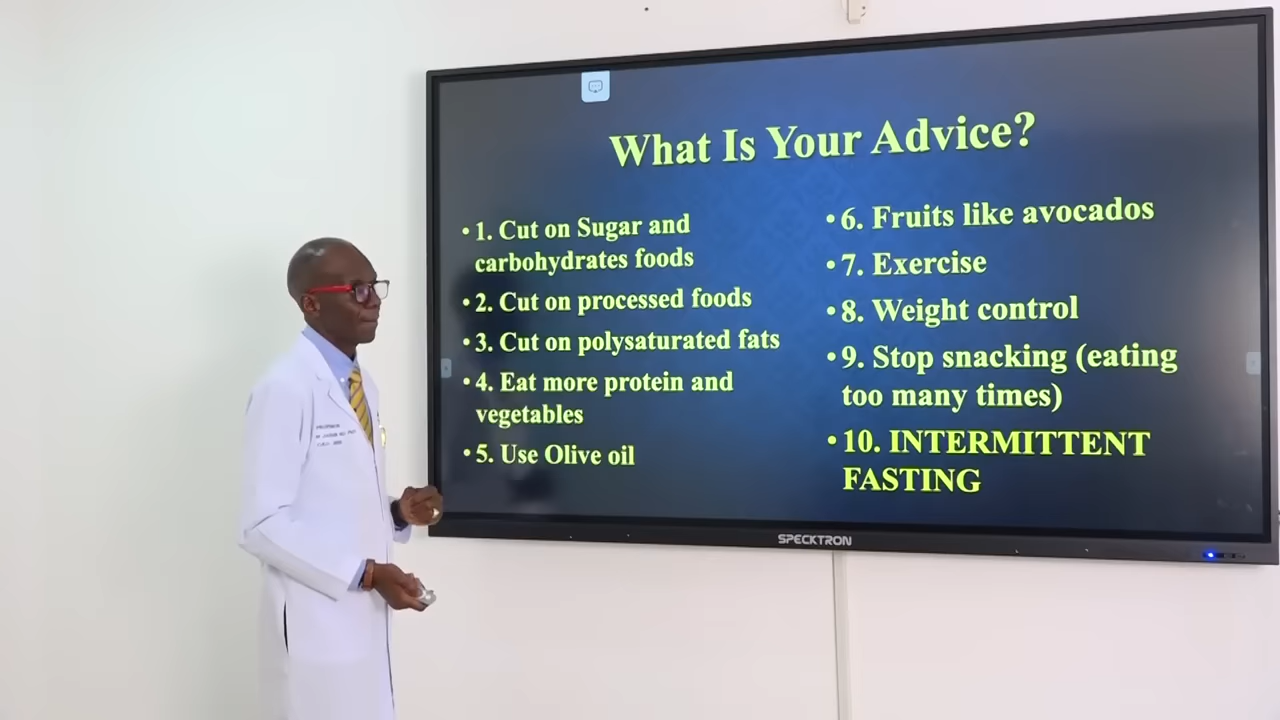 What Is Your Advice?
• 1. Cut on Sugar and
carbohydrates foods
• 2. Cut on processed foods
• 3. Cut on polysaturated fats
• 4. Eat more protein and
vegetables
• 5. Use Olive oil
• 6. Fruits like avocados
• 7. Exercise
• 8. Weight control
• 9. Stop snacking (eating
too many times)
• 10. INTERMITTENT
FASTING
SPECKTRON